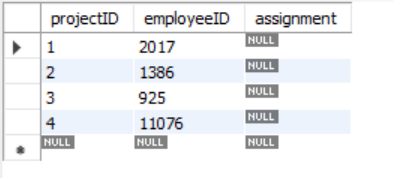 projectID employeeID assignment
1 2017 NULL
2 1386 NULL
3 925 NULL
4 11076 NULL
NULL NULL NULL